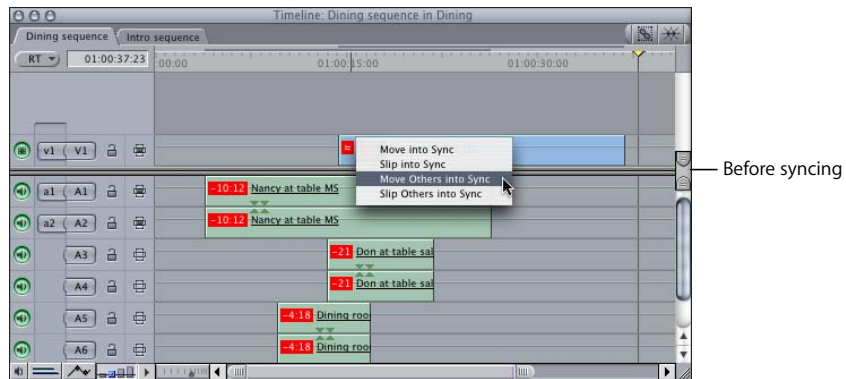 Timeline: Dining sequence in Dining
Dining sequence Intro sequence
RT 01:00:37:23 :00:00 01:00:15:00 01:00:30:00
v1 V1
Move into Sync
Slip into Sync
Move Others into Sync
Slip Others into Sync
Before syncing
a1 A1 -10:12 Nancy at table MS
a2 A2 -10:12 Nancy at table MS
A3 -21 Don at table sal
A4 -21 Don at table sal
A5 -4:18 Dining roo
A6 -4:18 Dining roo